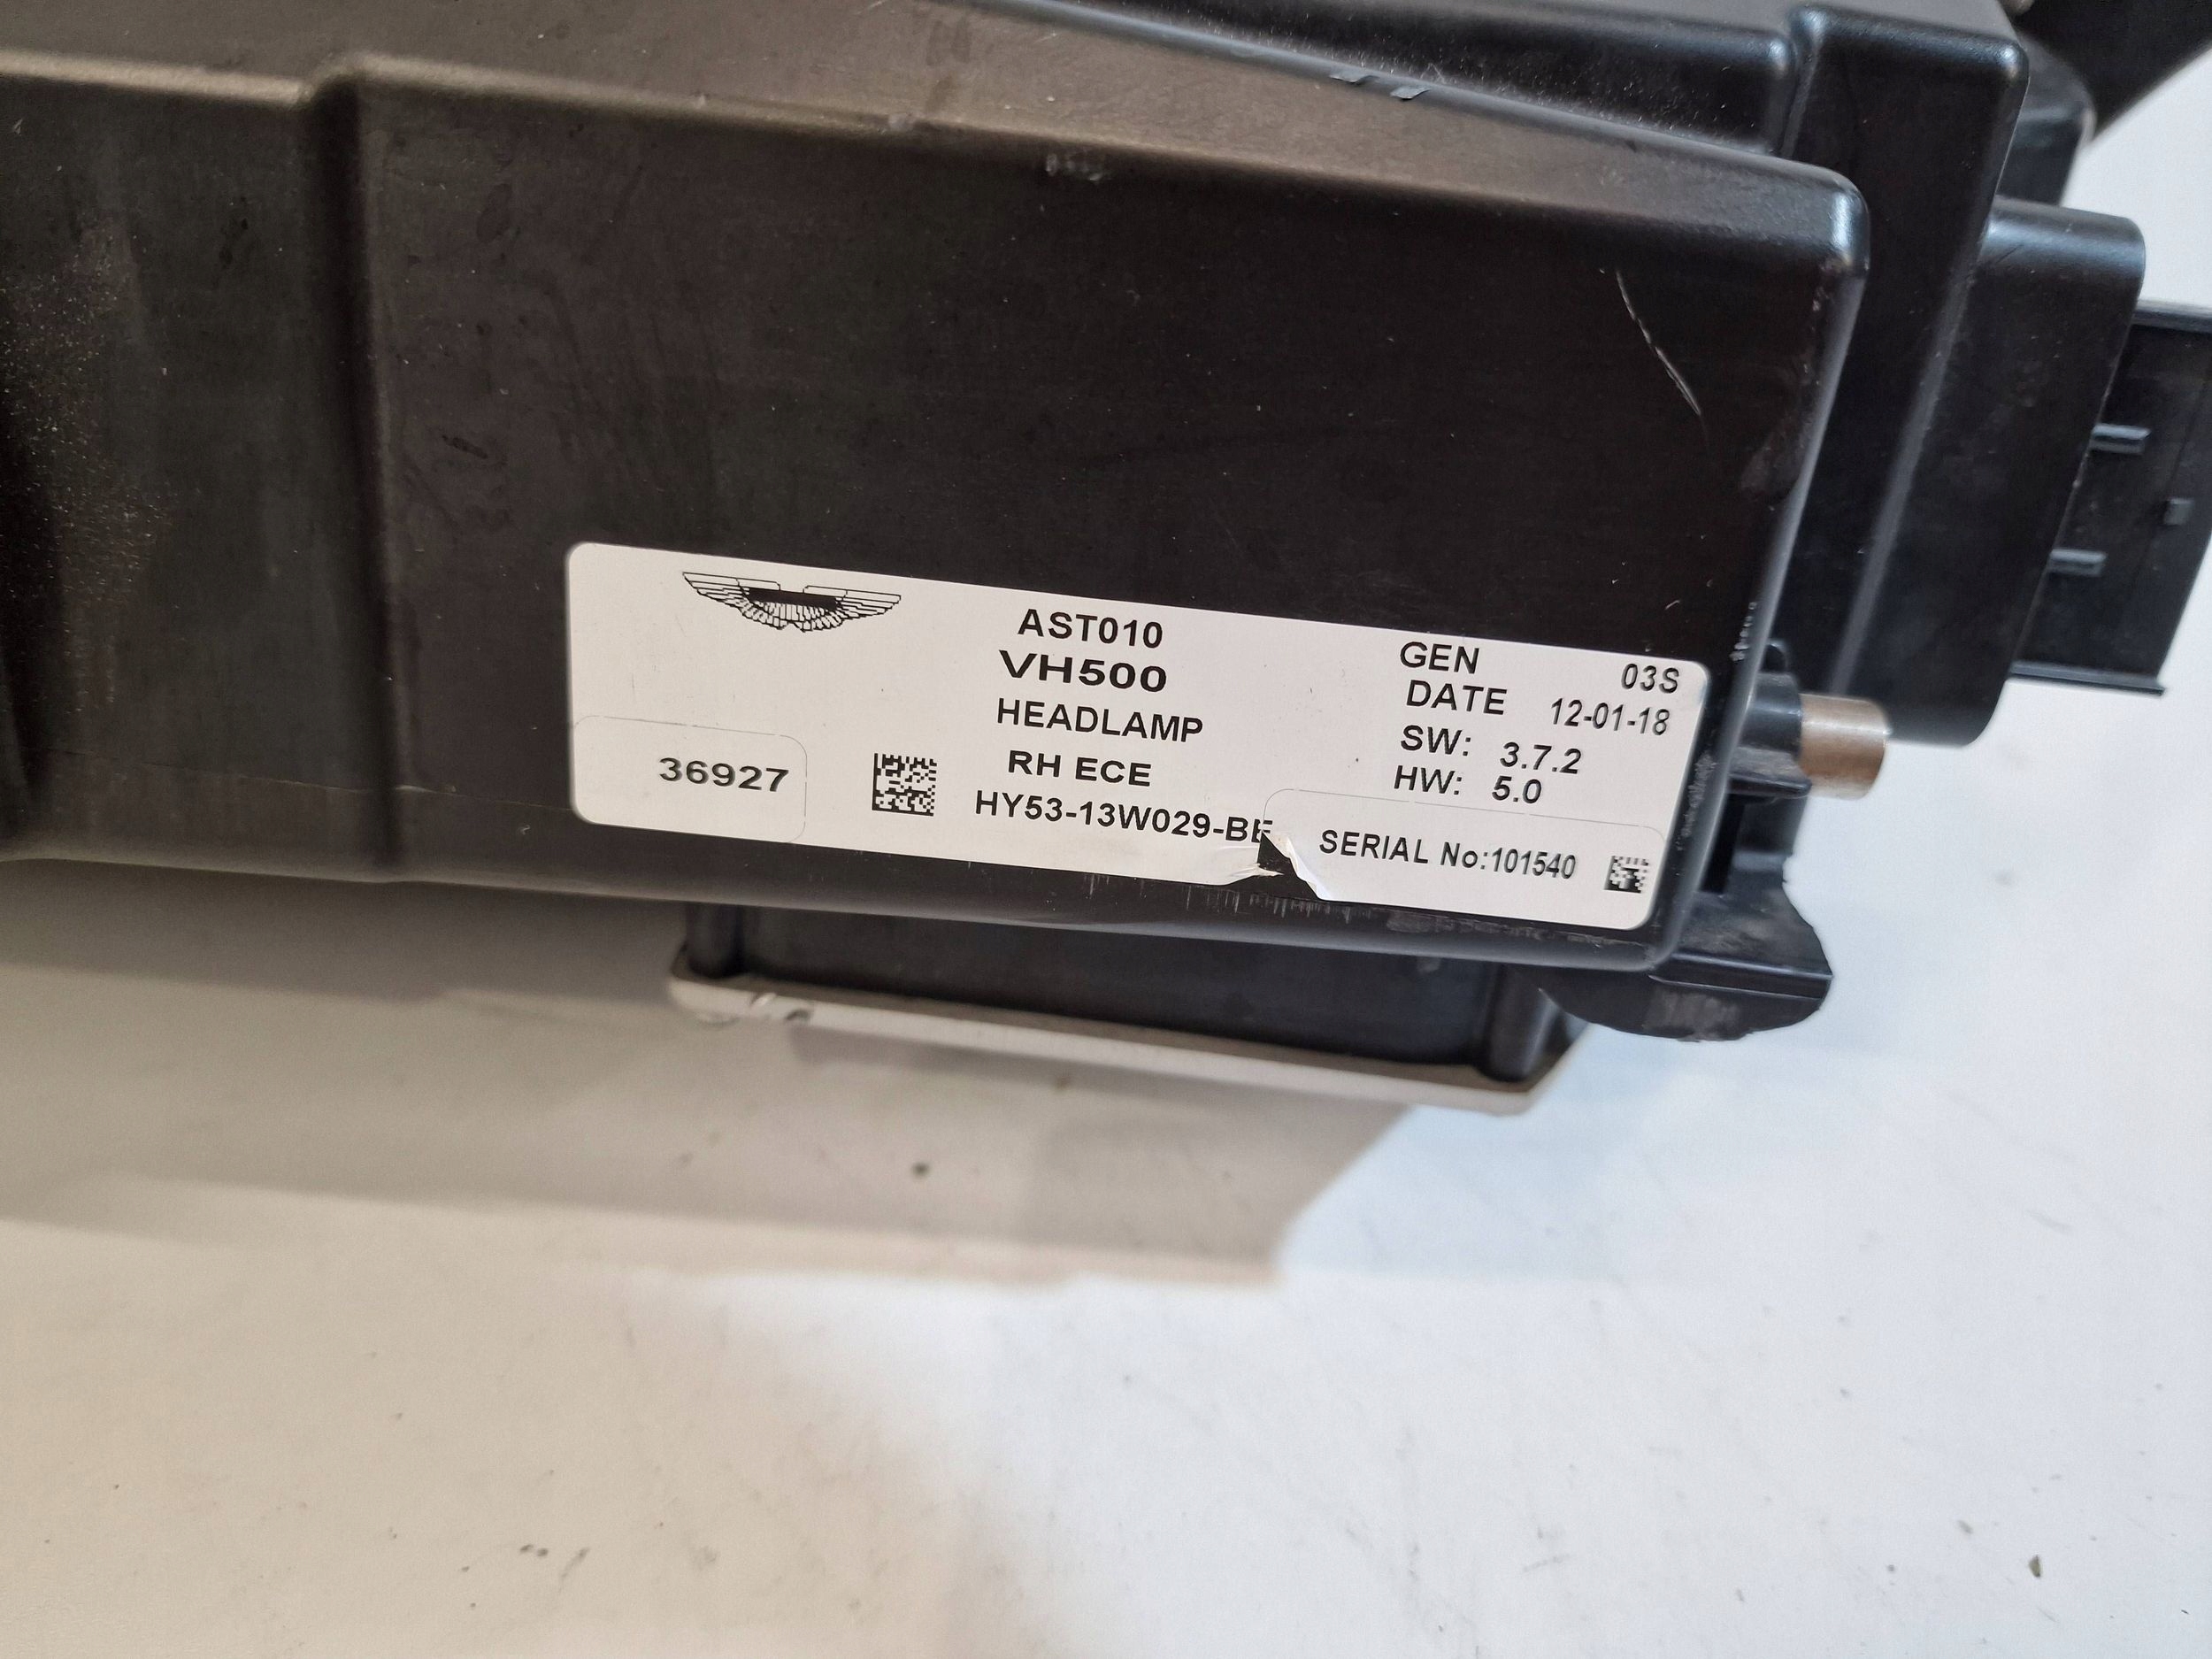 AST010
VH500
HEADLAMP
RH ECE
HY53-13W029-BE
36927
GEN 03S
DATE 12-01-18
SW: 3.7.2
HW: 5.0
SERIAL No:101540